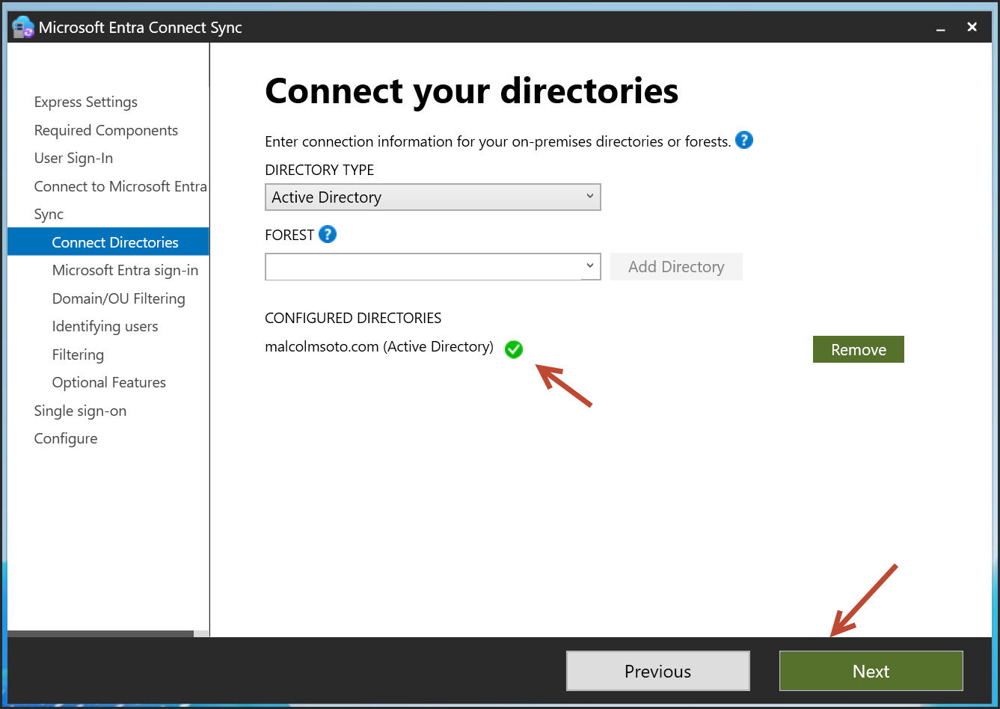 Microsoft Entra Connect Sync
Express Settings
Required Components
User Sign-In
Connect to Microsoft Entra
Sync
Connect Directories
Microsoft Entra sign-in
Domain/OU Filtering
Identifying users
Filtering
Optional Features
Single sign-on
Configure
Connect your directories
Enter connection information for your on-premises directories or forests. ?
DIRECTORY TYPE
Active Directory
FOREST ?
Add Directory
CONFIGURED DIRECTORIES
malcolmsoto.com (Active Directory)
Remove
Previous
Next